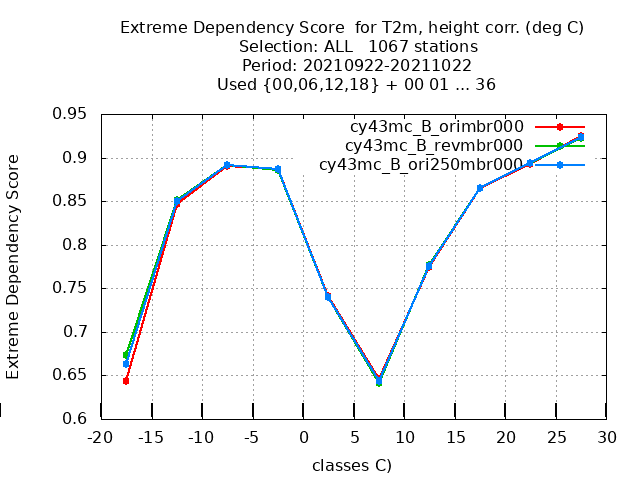 Extreme Dependency Score  for T2m, height corr. (deg C)
Selection: ALL   1067 stations
Period: 20210922-20211022
Used {00,06,12,18} + 00 01 ... 36
Extreme Dependency Score
0.95
0.9
0.85
0.8
0.75
0.7
0.65
0.6
cy43mc_B_orimbr000
cy43mc_B_revmbr000
cy43mc_B_ori250mbr000
-20 -15 -10 -5 0 5 10 15 20 25 30
classes C)